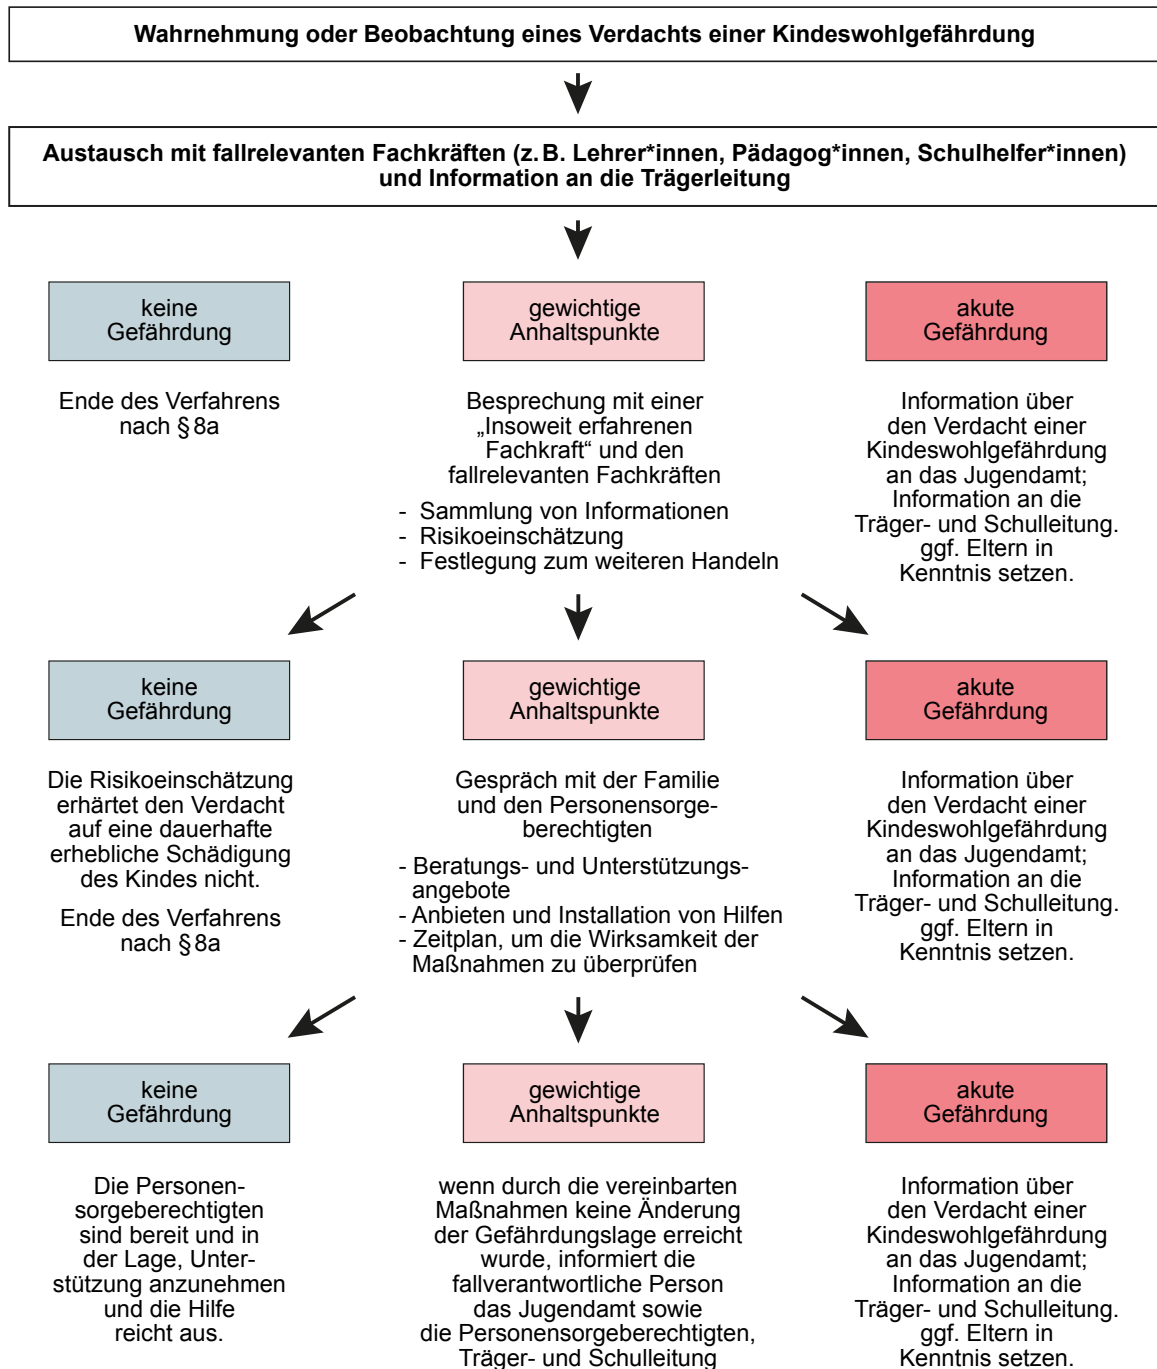 Wahrnehmung oder Beobachtung eines Verdachts einer Kindeswohlgefährdung
Austausch mit fallrelevanten Fachkräften (z. B. Lehrer*innen, Pädagog*innen, Schulhelfer*innen)
und Information an die Trägerleitung
keine
Gefährdung
Ende des Verfahrens
nach § 8a
gewichtige
Anhaltspunkte
Besprechung mit einer
„Insoweit erfahrenen
Fachkraft“ und den
fallrelevanten Fachkräften
- Sammlung von Informationen
- Risikoeinschätzung
- Festlegung zum weiteren Handeln
akute
Gefährdung
Information über
den Verdacht einer
Kindeswohlgefährdung
an das Jugendamt;
Information an die
Träger- und Schulleitung.
ggf. Eltern in
Kenntnis setzen.
keine
Gefährdung
Die Risikoeinschätzung
erhärtet den Verdacht
auf eine dauerhafte
erhebliche Schädigung
des Kindes nicht.
Ende des Verfahrens
nach § 8a
gewichtige
Anhaltspunkte
Gespräch mit der Familie
und den Personensorge-
berechtigten
- Beratungs- und Unterstützungs-
angebote
- Anbieten und Installation von Hilfen
- Zeitplan, um die Wirksamkeit der
Maßnahmen zu überprüfen
akute
Gefährdung
Information über
den Verdacht einer
Kindeswohlgefährdung
an das Jugendamt;
Information an die
Träger- und Schulleitung.
ggf. Eltern in
Kenntnis setzen.
keine
Gefährdung
Die Personen-
sorgeberechtigten
sind bereit und in
der Lage, Unter-
stützung anzunehmen
und die Hilfe
reicht aus.
gewichtige
Anhaltspunkte
wenn durch die vereinbarten
Maßnahmen keine Änderung
der Gefährdungslage erreicht
wurde, informiert die
fallverantwortliche Person
das Jugendamt sowie
die Personensorgeberechtigten,
Träger- und Schulleitung
akute
Gefährdung
Information über
den Verdacht einer
Kindeswohlgefährdung
an das Jugendamt;
Information an die
Träger- und Schulleitung.
ggf. Eltern in
Kenntnis setzen.